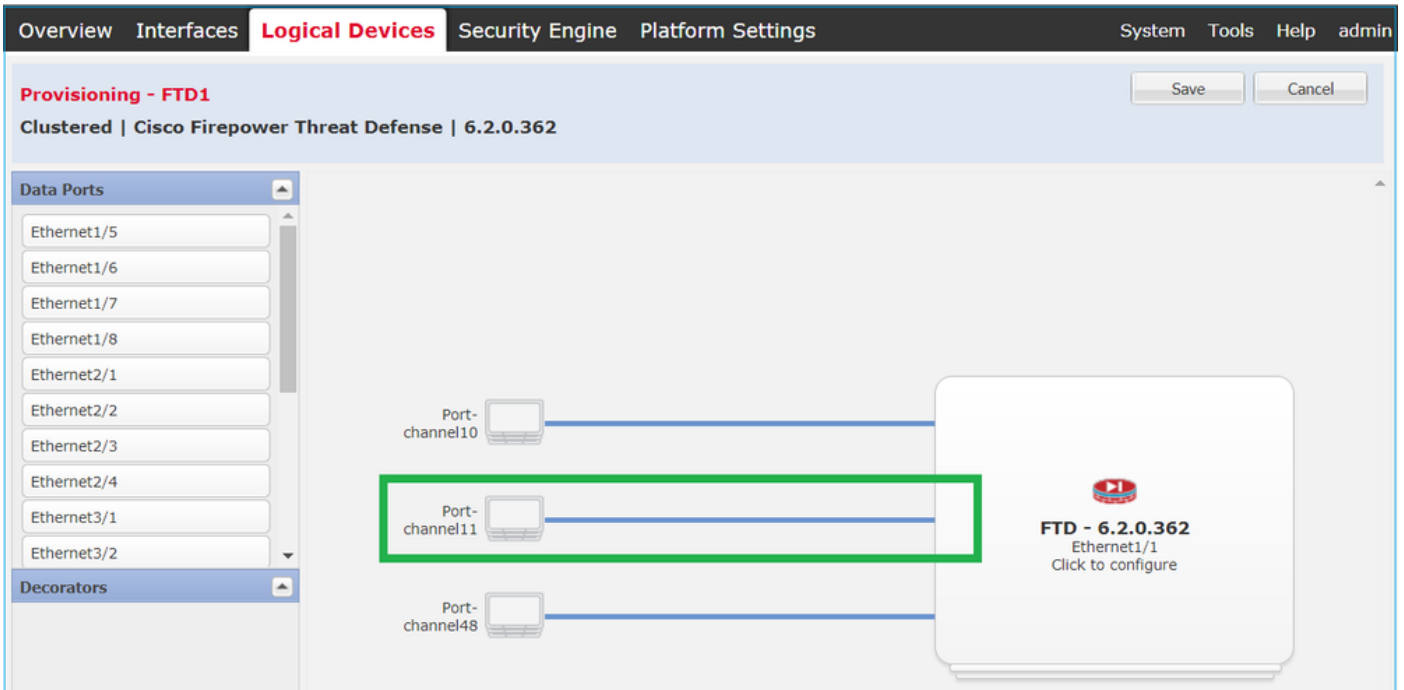 Overview Interfaces Logical Devices Security Engine Platform Settings System Tools Help admin
Provisioning - FTD1
Save Cancel
Clustered | Cisco Firepower Threat Defense | 6.2.0.362
Data Ports
Ethernet1/5
Ethernet1/6
Ethernet1/7
Ethernet1/8
Ethernet2/1
Ethernet2/2
Ethernet2/3
Ethernet2/4
Ethernet3/1
Ethernet3/2
Decorators
Port-
channel10
Port-
channel11
Port-
channel48
FTD - 6.2.0.362
Ethernet1/1
Click to configure